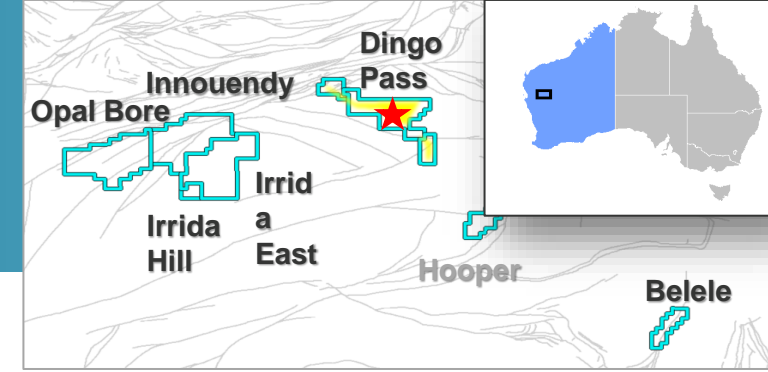 Dingo
Pass
Innouendy
Opal Bore
Irrid
a
East
Irrida
Hill
Hooper
Belele